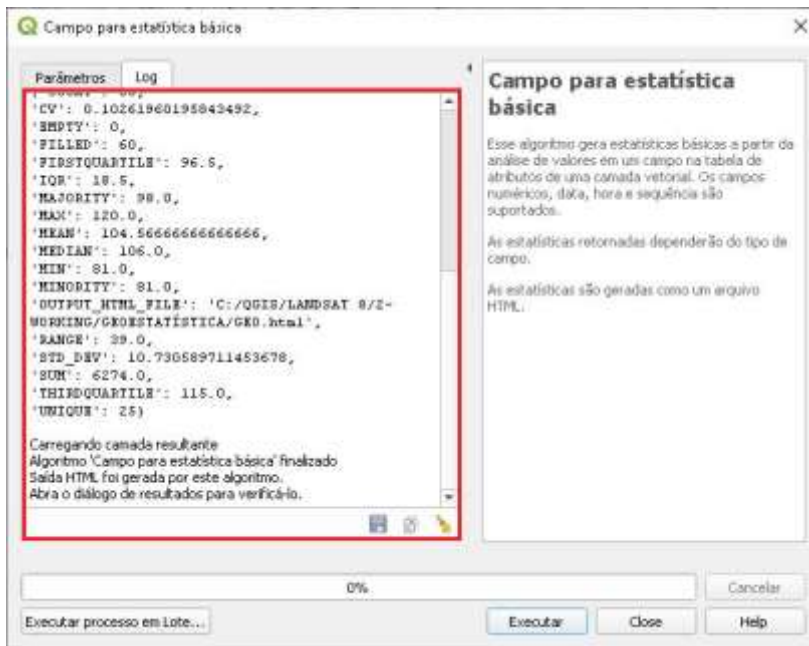 Campo para estatística básica
Parâmetros
Log
'CV': 0.10261960195843492,
'EMPTY': 0,
'FILLED': 60,
'FIRSTQUARTILE': 96.5,
'IQR': 18.5,
'MAJORITY': 98.0,
'MAX': 120.0,
'MEAN': 104.56666666666666,
'MEDIAN': 106.0,
'MIN': 81.0,
'MINORITY': 81.0,
'OUTPUT_HTML_FILE': 'C:/QGIS/LANDSAT 8/2-
WORKING/GEOESTATÍSTICA/GEO.html',
'RANGE': 39.0,
'STD_DEV': 10.730589711453678,
'SUM': 6274.0,
'THIRDQUARTILE': 115.0,
'UNIQUE': 25}
Carregando camada resultante
Algoritmo 'Campo para estatística básica' finalizado
Saída HTML foi gerada por este algoritmo.
Abra o diálogo de resultados para verificá-lo.
Campo para estatística
básica
Esse algoritmo gera estatísticas básicas a partir da
análise de valores em um campo na tabela de
atributos de uma camada vetorial. Os campos
numéricos, data, hora e sequência são
suportados.
As estatísticas retornadas dependerão do tipo de
campo.
As estatísticas são geradas como um arquivo
HTML.
0%
Cancelar
Executar processo em Lote...
Executar
Close
Help